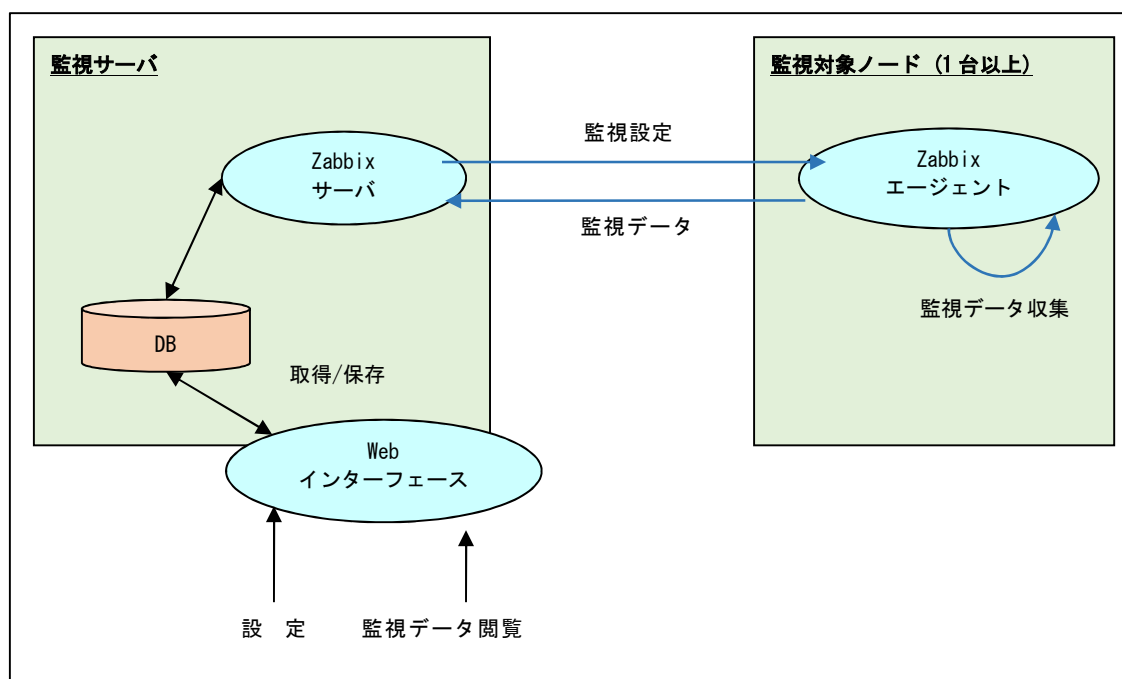 監視サーバ
監視対象ノード (1台以上)
監視設定
Zabbix
サーバ
Zabbix
エージェント
監視データ
監視データ収集
DB
取得/保存
Web
インターフェース
設　定
監視データ閲覧